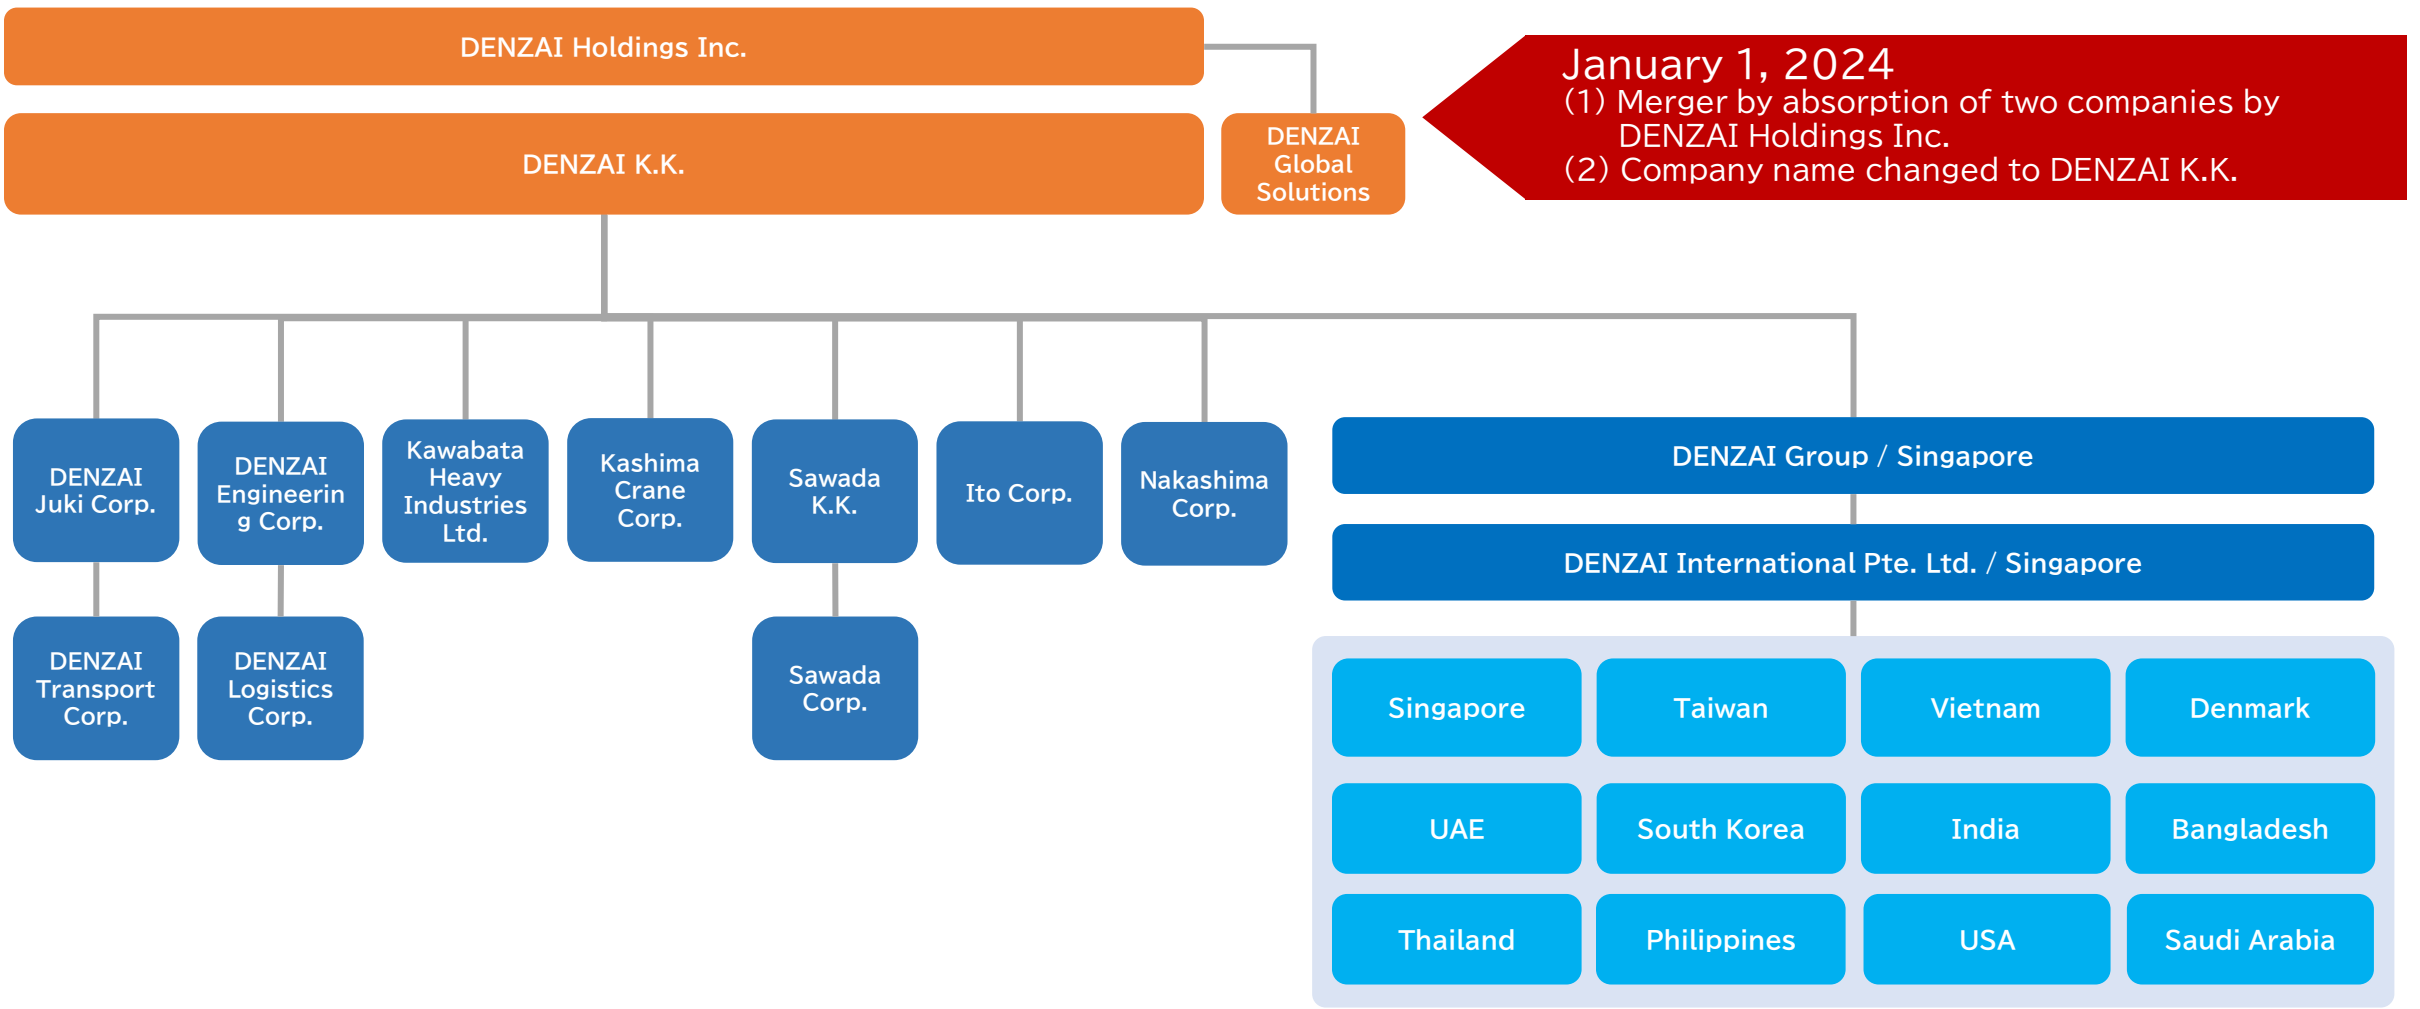 DENZAI Holdings Inc.
DENZAI K.K.
DENZAI
Global
Solutions
January 1, 2024
(1) Merger by absorption of two companies by
DENZAI Holdings Inc.
(2) Company name changed to DENZAI K.K.
DENZAI
Juki Corp.
DENZAI
Engineerin
g Corp.
Kawabata
Heavy
Industries
Ltd.
Kashima
Crane
Corp.
Sawada
K.K.
Ito Corp.
Nakashima
Corp.
DENZAI Group / Singapore
DENZAI International Pte. Ltd. / Singapore
DENZAI
Transport
Corp.
DENZAI
Logistics
Corp.
Sawada
Corp.
Singapore
Taiwan
Vietnam
Denmark
UAE
South Korea
India
Bangladesh
Thailand
Philippines
USA
Saudi Arabia